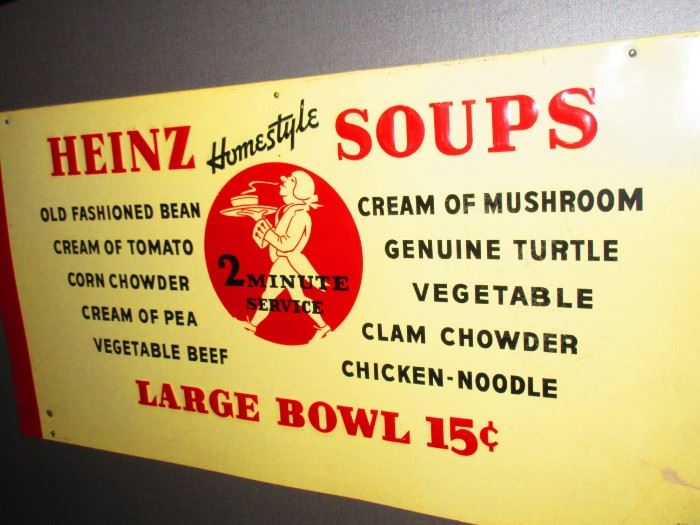 HEINZ Homestyle SOUPS
OLD FASHIONED BEAN
CREAM OF TOMATO
CORN CHOWDER
CREAM OF PEA
VEGETABLE BEEF
2 MINUTE
SERVICE
CREAM OF MUSHROOM
GENUINE TURTLE
VEGETABLE
CLAM CHOWDER
CHICKEN-NOODLE
LARGE BOWL 15¢